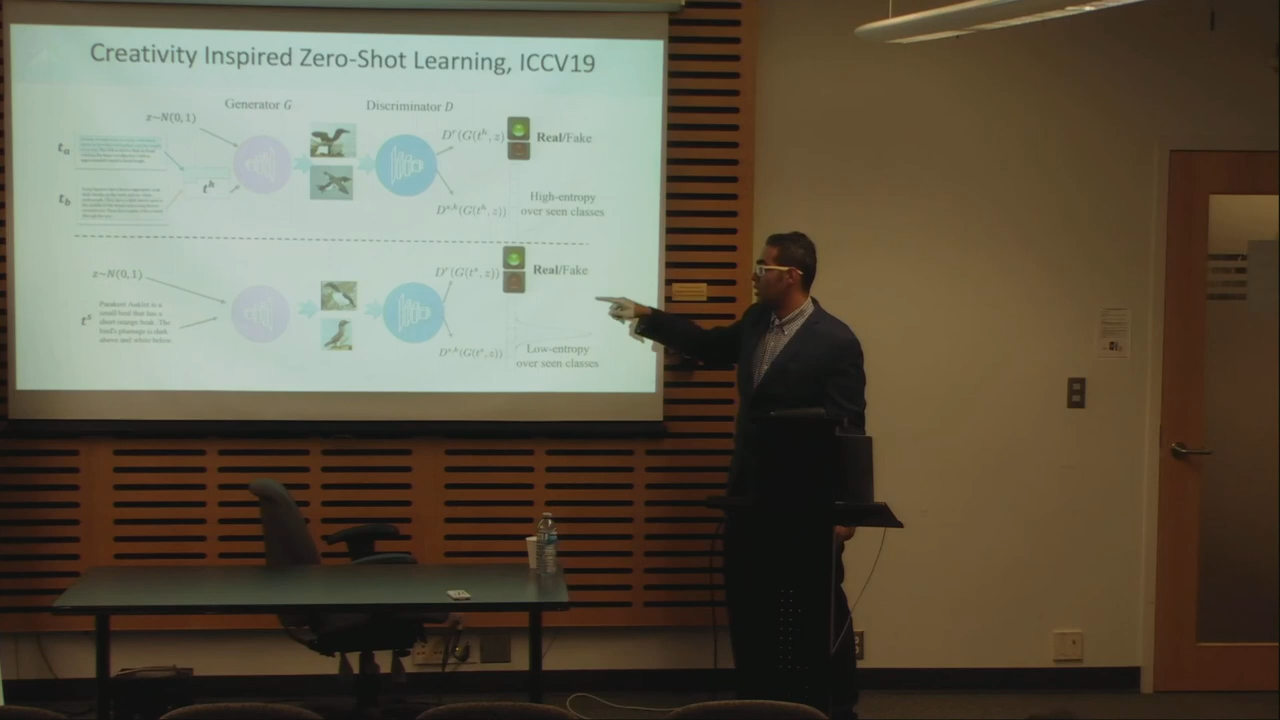 Creativity Inspired Zero-Shot Learning, ICCV19
Generator G
Discriminator D
z~N(0,1)
t_a
t_b
t^h
D^r(G(t^h, z)
Real/Fake
D^{s,k}(G(t^h, z))
High-entropy
over seen classes
z~N(0,1)
t^s
Parakeet Auklet is a
small bird that has a
short orange beak. The
bird's plumage is dark
above and white below.
D^r(G(t^s, z))
Real/Fake
D^{s,k}(G(t^s, z))
Low-entropy
over seen classes